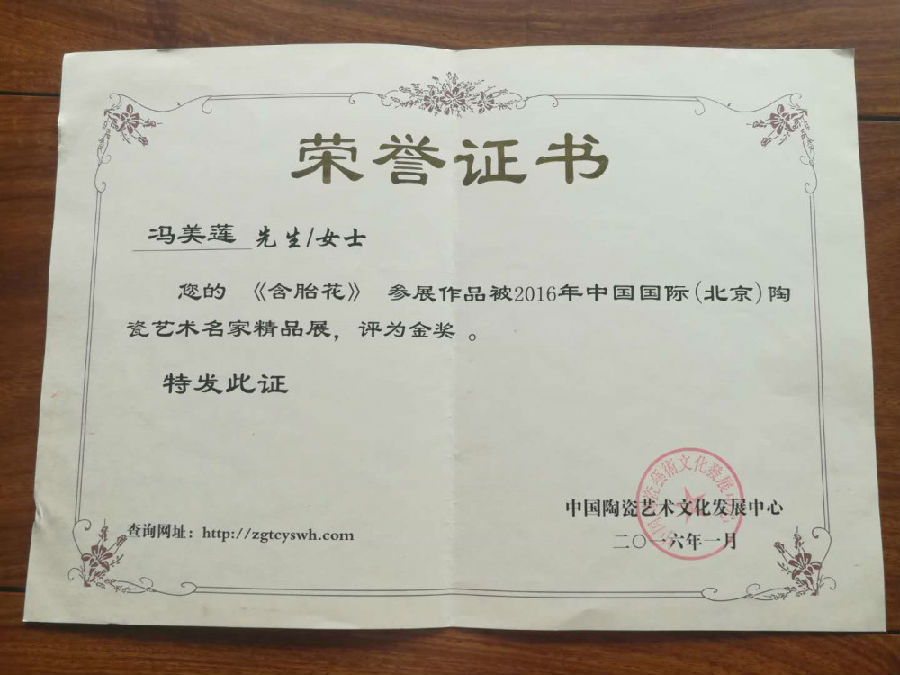 荣誉证书
冯美莲 先生/女士
您的 《含胎花》 参展作品被2016年中国国际(北京)陶
瓷艺术名家精品展，评为金奖。
特发此证
中国陶瓷艺术文化发展中心
二〇一六年一月
查询网址：http://zgtcyswh.com